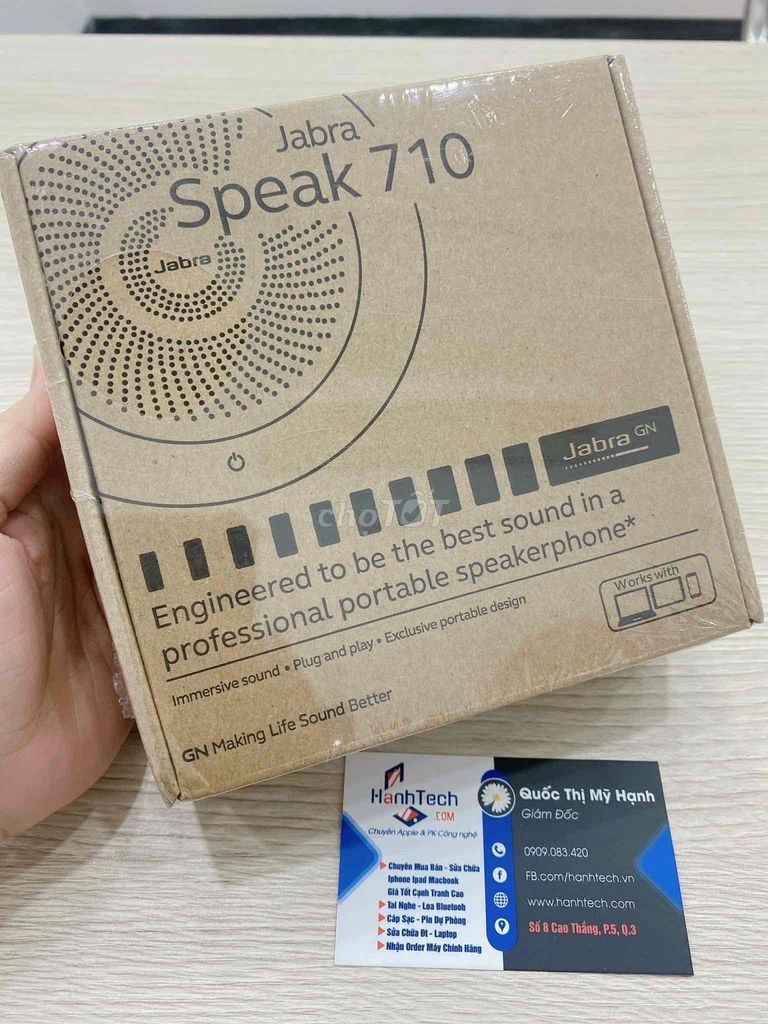 Jabra
Speak 710
Jabra
Jabra GN
choTỐT
Engineered to be the best sound in a
professional portable speakerphone*
Immersive sound • Plug and play • Exclusive portable design
Works with
GN Making Life Sound Better
HanhTech
.COM
Chuyên Apple & PK Công nghệ
Chuyên Mua Bán - Sửa Chữa
Iphone Ipad Macbook
Giá Tốt Cạnh Tranh Cao
Tai Nghe - Loa Bluetooh
Cáp Sạc - Pin Dự Phòng
Sửa Chữa Đt - Laptop
Nhận Order Máy Chính Hãng
Quốc Thị Mỹ Hạnh
Giám Đốc
0909.083.420
FB.com/hanhtech.vn
www.hanhtech.com
Số 8 Cao Thắng, P.5, Q.3